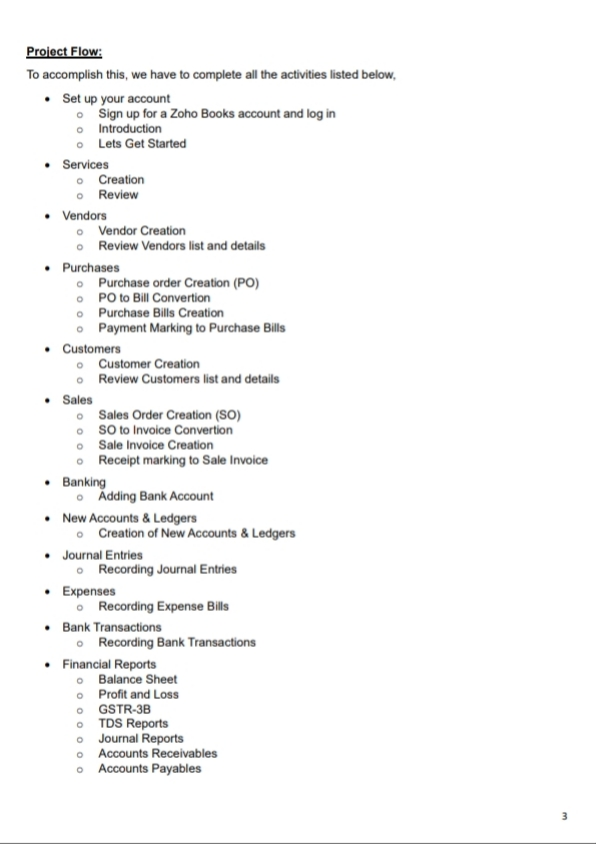 Project Flow:
To accomplish this, we have to complete all the activities listed below,
• Set up your account
o Sign up for a Zoho Books account and log in
o Introduction
o Lets Get Started
• Services
o Creation
o Review
• Vendors
o Vendor Creation
o Review Vendors list and details
• Purchases
o Purchase order Creation (PO)
o PO to Bill Convertion
o Purchase Bills Creation
o Payment Marking to Purchase Bills
• Customers
o Customer Creation
o Review Customers list and details
• Sales
o Sales Order Creation (SO)
o SO to Invoice Convertion
o Sale Invoice Creation
o Receipt marking to Sale Invoice
• Banking
o Adding Bank Account
• New Accounts & Ledgers
o Creation of New Accounts & Ledgers
• Journal Entries
o Recording Journal Entries
• Expenses
o Recording Expense Bills
• Bank Transactions
o Recording Bank Transactions
• Financial Reports
o Balance Sheet
o Profit and Loss
o GSTR-3B
o TDS Reports
o Journal Reports
o Accounts Receivables
o Accounts Payables
3